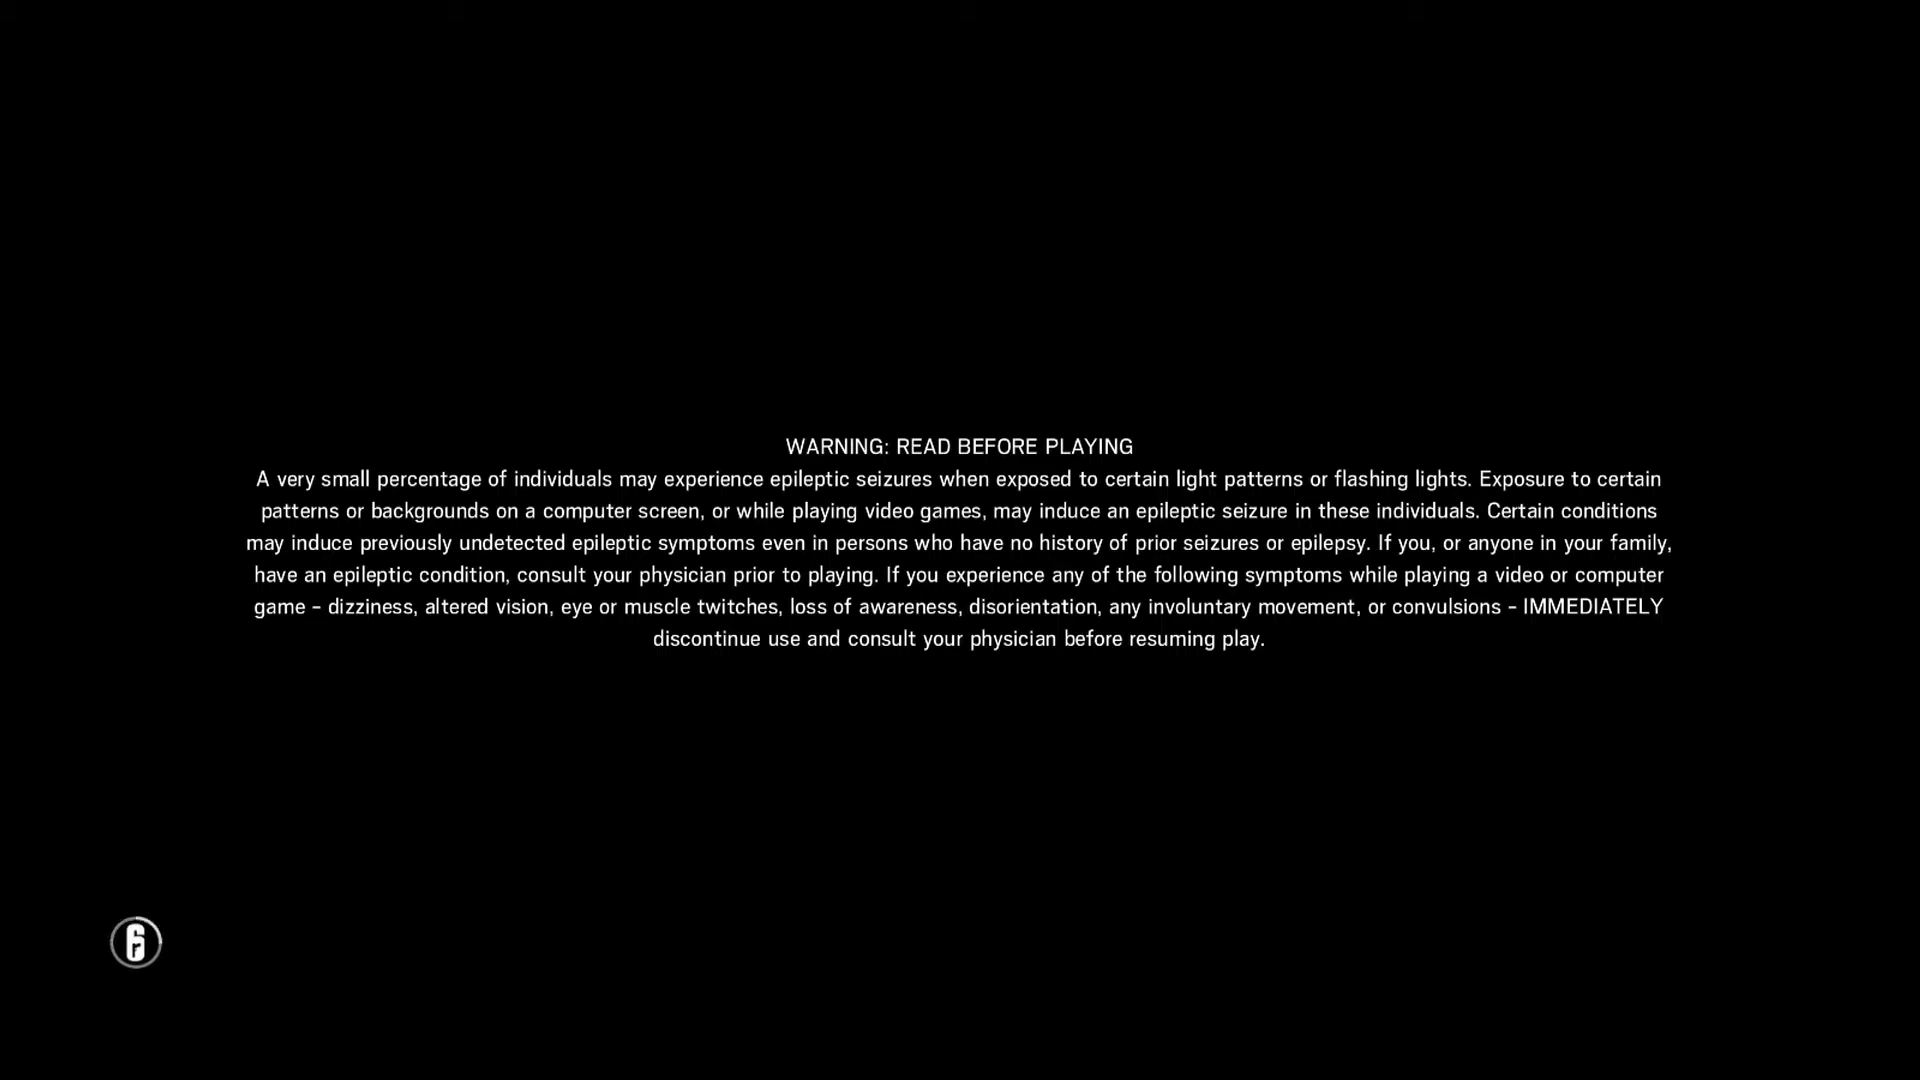 WARNING: READ BEFORE PLAYING
A very small percentage of individuals may experience epileptic seizures when exposed to certain light patterns or flashing lights. Exposure to certain
patterns or backgrounds on a computer screen, or while playing video games, may induce an epileptic seizure in these individuals. Certain conditions
may induce previously undetected epileptic symptoms even in persons who have no history of prior seizures or epilepsy. If you, or anyone in your family,
have an epileptic condition, consult your physician prior to playing. If you experience any of the following symptoms while playing a video or computer
game – dizziness, altered vision, eye or muscle twitches, loss of awareness, disorientation, any involuntary movement, or convulsions - IMMEDIATELY
discontinue use and consult your physician before resuming play.
6